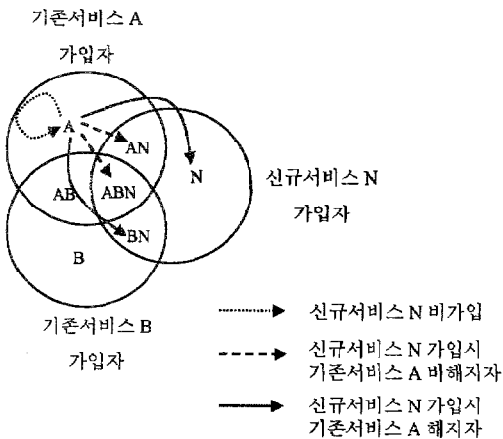 기존서비스 A
가입자
A
AN
N
신규서비스 N
가입자
AB
ABN
BN
B
기존서비스 B
가입자
신규서비스 N 비가입
신규서비스 N 가입시
기존서비스 A 비해지자
신규서비스 N 가입시
기존서비스 A 해지자